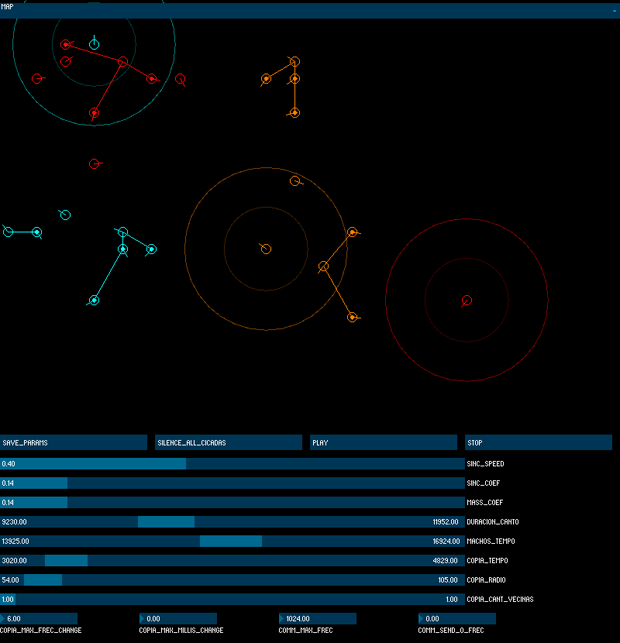 MAP
SAVE_PARAMS SILENCE_ALL_CICADAS PLAY STOP
0.40 SINC_SPEED
0.14 SINC_COEF
0.14 MASS_COEF
9230.00 11952.00 DURACION_CANTO
13925.00 16924.00 MACHOS_TEMPO
3020.00 4829.00 COPIA_TEMPO
54.00 105.00 COPIA_RADIO
1.00 1.00 COPIA_CANT_VECINAS
6.00 0.00 1024.00 0.00
COPIA_MAX_FREC_CHANGE COPIA_MAX_MILLIS_CHANGE COMM_MAX_FREC COMM_SEND_0_FREC